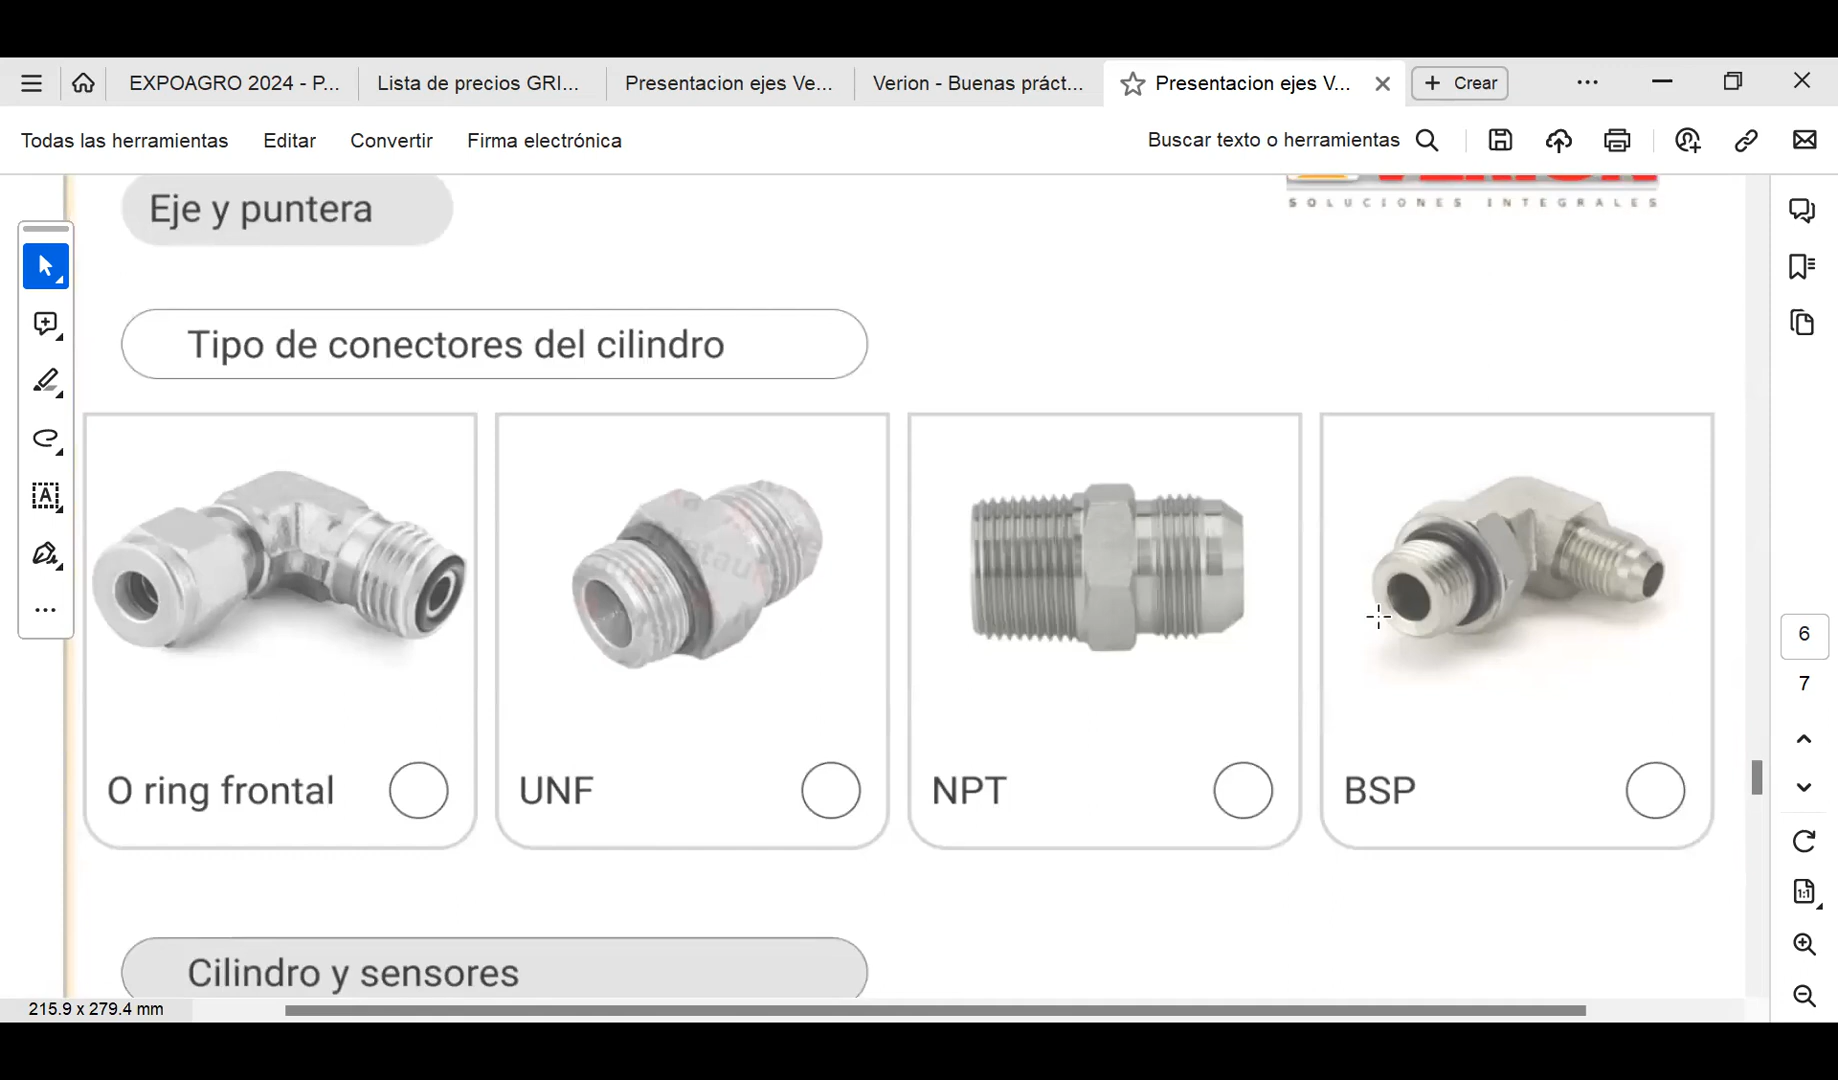 EXPOAGRO 2024 - P...
Lista de precios GRI...
Presentacion ejes Ve...
Verion - Buenas práct...
Presentacion ejes V...
Crear
Todas las herramientas
Editar
Convertir
Firma electrónica
Buscar texto o herramientas
Eje y puntera
SOLUCIONES INTEGRALES
Tipo de conectores del cilindro
O ring frontal
UNF
NPT
BSP
6
7
Cilindro y sensores
215.9 x 279.4 mm